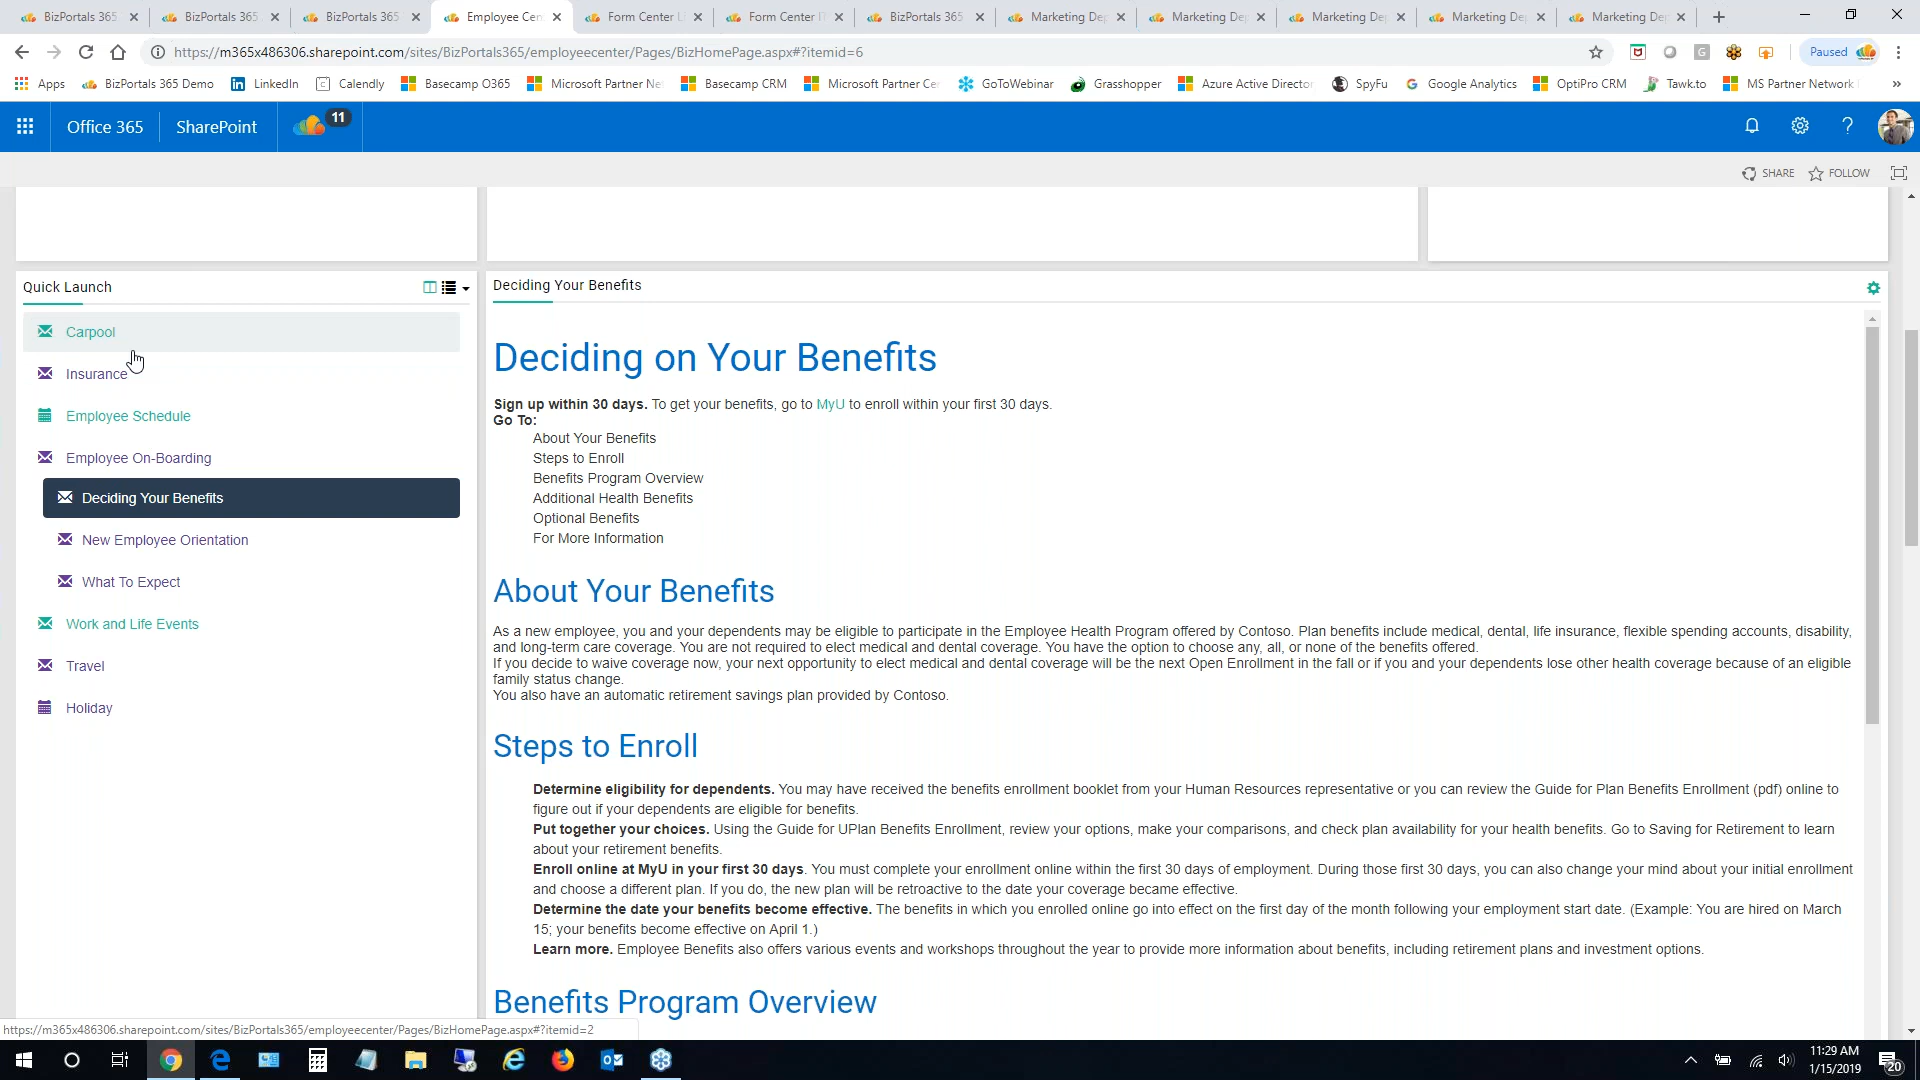 BizPortals 365
BizPortals 365
BizPortals 365
Employee Cen
Form Center
Form Center
BizPortals 365
Marketing De
Marketing De
Marketing De
Marketing De
Marketing De
https://m365x486306.sharepoint.com/sites/BizPortals365/employeecenter/Pages/BizHomePage.aspx#?itemid=6
Paused
Apps
BizPortals 365 Demo
LinkedIn
Calendly
Basecamp O365
Microsoft Partner Ne
Basecamp CRM
Microsoft Partner Ce
GoToWebinar
Grasshopper
Azure Active Director
SpyFu
Google Analytics
OptiPro CRM
Tawk.to
MS Partner Network
Office 365
SharePoint
11
SHARE
FOLLOW
Quick Launch
Carpool
Insurance
Employee Schedule
Employee On-Boarding
Deciding Your Benefits
New Employee Orientation
What To Expect
Work and Life Events
Travel
Holiday
Deciding Your Benefits
Deciding on Your Benefits
Sign up within 30 days. To get your benefits, go to MyU to enroll within your first 30 days.
Go To:
About Your Benefits
Steps to Enroll
Benefits Program Overview
Additional Health Benefits
Optional Benefits
For More Information
About Your Benefits
As a new employee, you and your dependents may be eligible to participate in the Employee Health Program offered by Contoso. Plan benefits include medical, dental, life insurance, flexible spending accounts, disability,
and long-term care coverage. You are not required to elect medical and dental coverage. You have the option to choose any, all, or none of the benefits offered.
If you decide to waive coverage now, your next opportunity to elect medical and dental coverage will be the next Open Enrollment in the fall or if you and your dependents lose other health coverage because of an eligible
family status change.
You also have an automatic retirement savings plan provided by Contoso.
Steps to Enroll
Determine eligibility for dependents. You may have received the benefits enrollment booklet from your Human Resources representative or you can review the Guide for Plan Benefits Enrollment (pdf) online to
figure out if your dependents are eligible for benefits.
Put together your choices. Using the Guide for UPlan Benefits Enrollment, review your options, make your comparisons, and check plan availability for your health benefits. Go to Saving for Retirement to learn
about your retirement benefits.
Enroll online at MyU in your first 30 days. You must complete your enrollment online within the first 30 days of employment. During those first 30 days, you can also change your mind about your initial enrollment
and choose a different plan. If you do, the new plan will be retroactive to the date your coverage became effective.
Determine the date your benefits become effective. The benefits in which you enrolled online go into effect on the first day of the month following your employment start date. (Example: You are hired on March
15; your benefits become effective on April 1.)
Learn more. Employee Benefits also offers various events and workshops throughout the year to provide more information about benefits, including retirement plans and investment options.
Benefits Program Overview
https://m365x486306.sharepoint.com/sites/BizPortals365/employeecenter/Pages/BizHomePage.aspx#?itemid=2
11:29 AM
1/15/2019
20